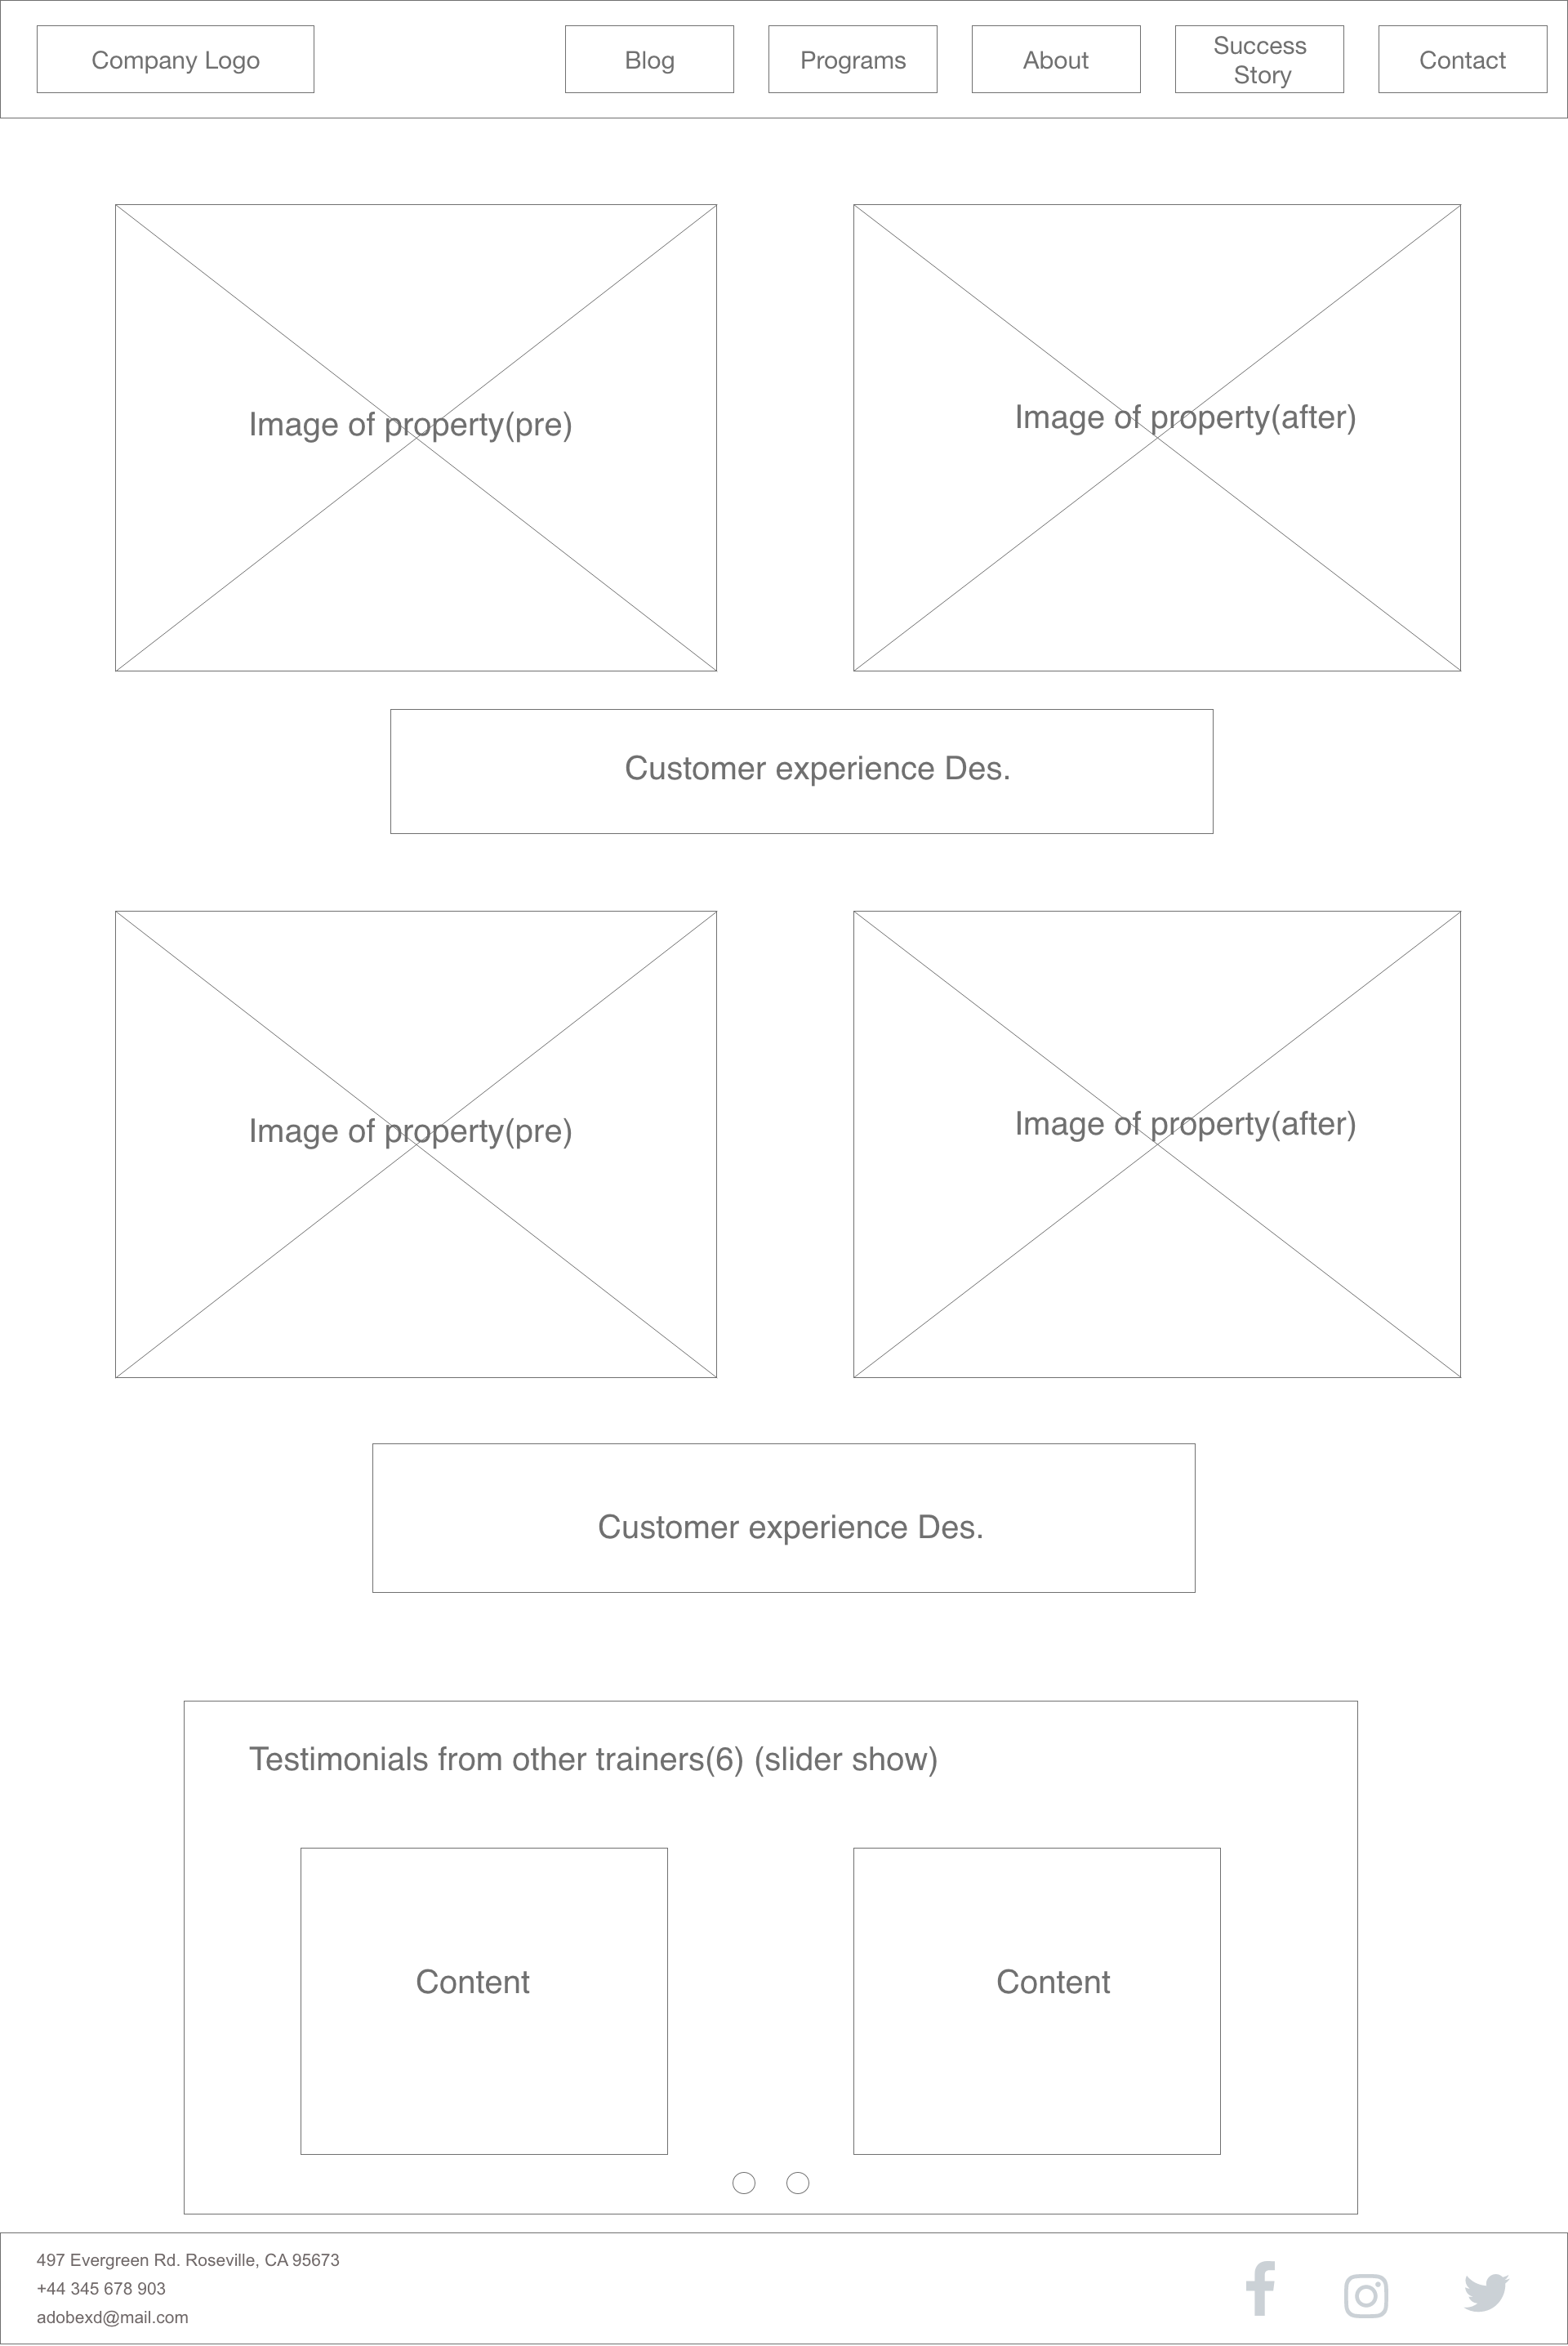 Company Logo
Blog
Programs
About
Success
Story
Contact
Image of property(pre)
Image of property(after)
Customer experience Des.
Image of property(pre)
Image of property(after)
Customer experience Des.
Testimonials from other trainers(6) (slider show)
Content
Content
497 Evergreen Rd. Roseville, CA 95673
+44 345 678 903
adobexd@mail.com